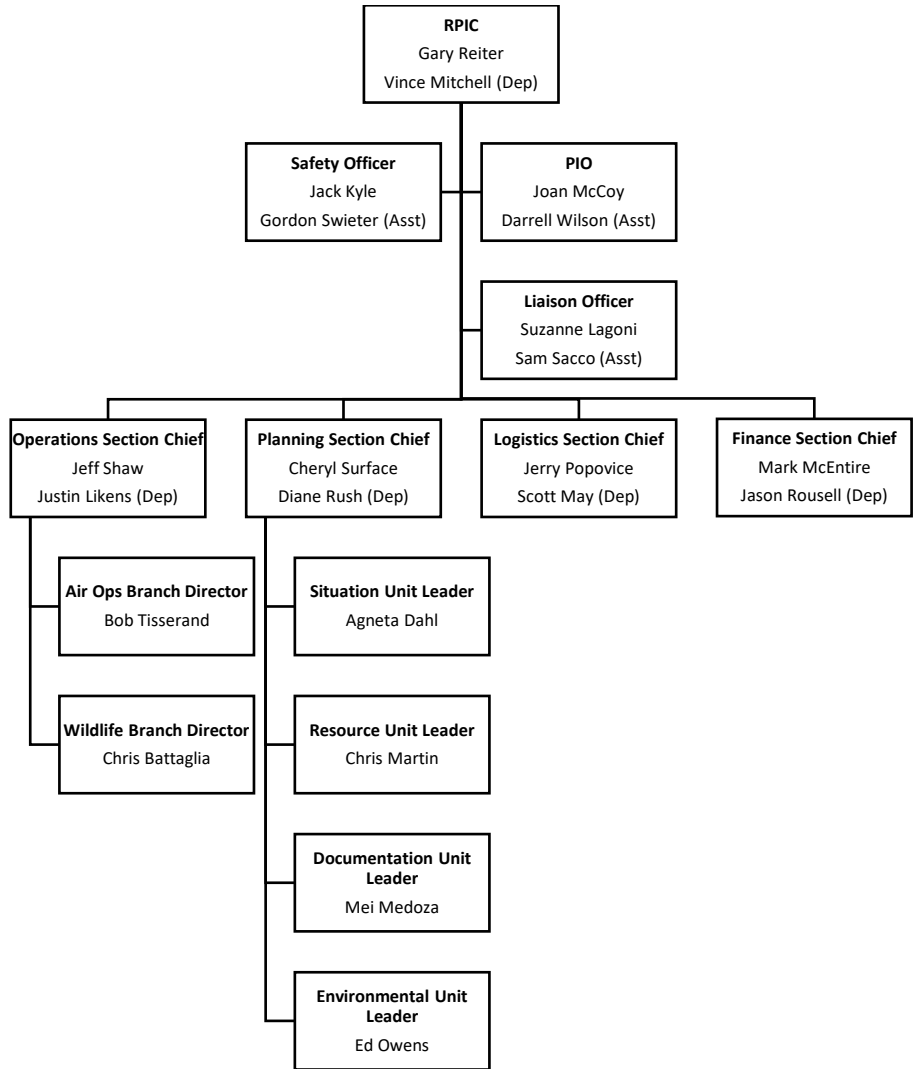 RPIC
Gary Reiter
Vince Mitchell (Dep)
Safety Officer
Jack Kyle
Gordon Swieter (Asst)
PIO
Joan McCoy
Darrell Wilson (Asst)
Liaison Officer
Suzanne Lagoni
Sam Sacco (Asst)
Operations Section Chief
Jeff Shaw
Justin Likens (Dep)
Planning Section Chief
Cheryl Surface
Diane Rush (Dep)
Logistics Section Chief
Jerry Popovice
Scott May (Dep)
Finance Section Chief
Mark McEntire
Jason Rousell (Dep)
Air Ops Branch Director
Bob Tisserand
Situation Unit Leader
Agneta Dahl
Wildlife Branch Director
Chris Battaglia
Resource Unit Leader
Chris Martin
Documentation Unit
Leader
Mei Medoza
Environmental Unit
Leader
Ed Owens